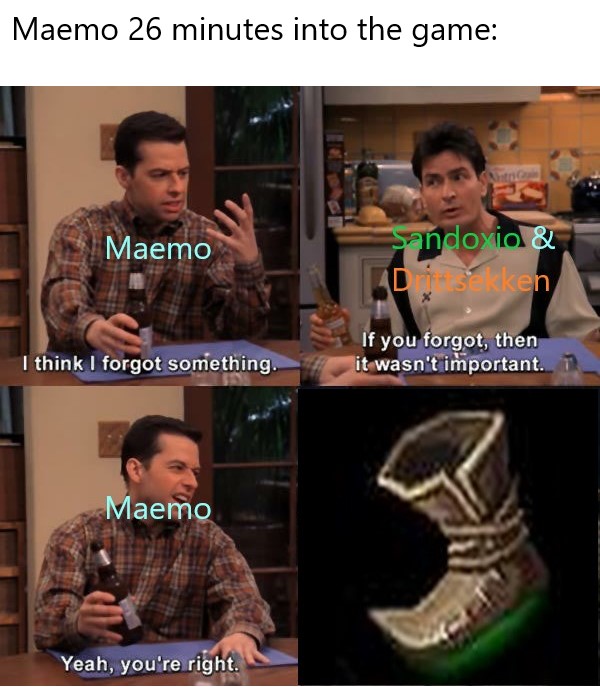 Maemo 26 minutes into the game:
Maemo
Sandoxio &
Drittsekken
I think I forgot something.
If you forgot, then
it wasn't important.
Maemo
Yeah, you're right.